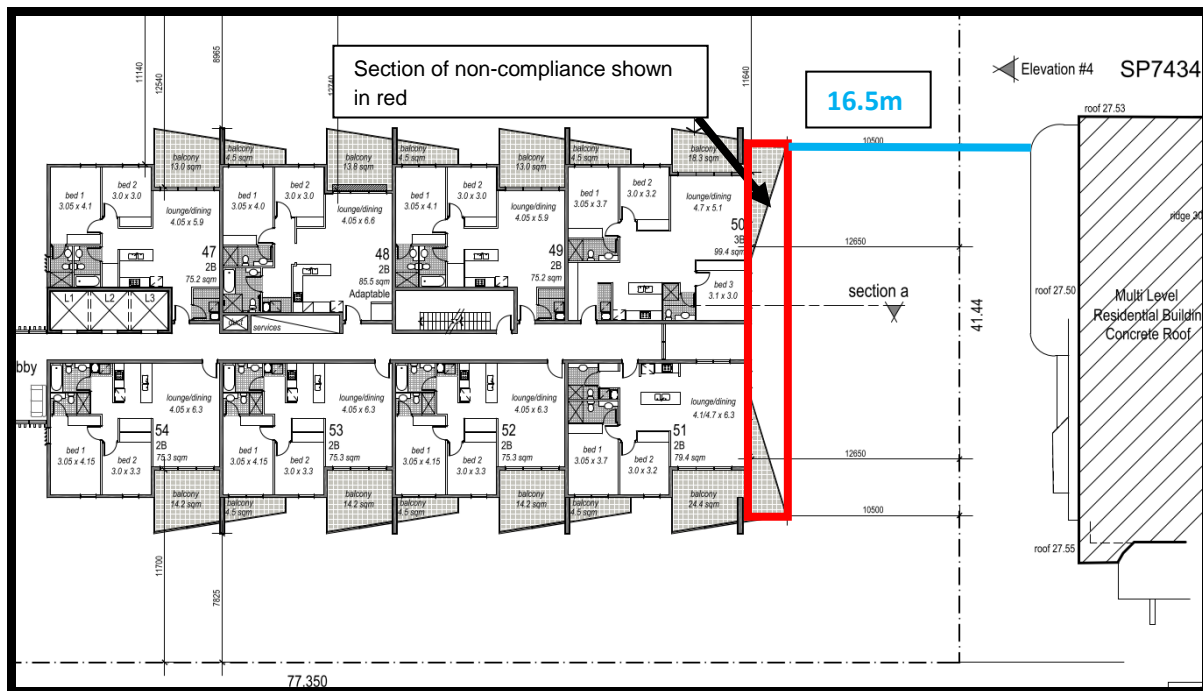 Section of non-compliance shown
in red
16.5m
Elevation #4
SP7434
roof 27.53
11140
12540
8965
12740
11640
10500
balcony
13.0 sqm
balcony
4.5 sqm
balcony
13.8 sqm
balcony
4.5 sqm
balcony
13.0 sqm
balcony
4.5 sqm
balcony
18.3 sqm
bed 1
3.05 x 4.1
bed 2
3.0 x 3.0
lounge/dining
4.05 x 5.9
47
2B
75.2 sqm
bed 1
3.05 x 4.0
bed 2
3.0 x 3.0
lounge/dining
4.05 x 6.6
48
2B
85.5 sqm
Adaptable
bed 1
3.05 x 4.1
bed 2
3.0 x 3.0
lounge/dining
4.05 x 5.9
49
2B
75.2 sqm
bed 1
3.05 x 3.7
bed 2
3.0 x 3.2
lounge/dining
4.7 x 5.1
50
3B
99.4 sqm
bed 3
3.1 x 3.0
12650
section a
41.44
roof 27.50
Multi Level
Residential Buildin
Concrete Roof
L1
L2
L3
services
bby
lounge/dining
4.05 x 6.3
54
2B
75.3 sqm
bed 1
3.05 x 4.15
bed 2
3.0 x 3.3
lounge/dining
4.05 x 6.3
53
2B
75.3 sqm
bed 1
3.05 x 4.15
bed 2
3.0 x 3.3
lounge/dining
4.05 x 6.3
52
2B
75.3 sqm
bed 1
3.05 x 4.15
bed 2
3.0 x 3.3
lounge/dining
4.1/4.7 x 6.3
51
2B
79.4 sqm
bed 1
3.05 x 3.7
bed 2
3.0 x 3.2
12650
balcony
14.2 sqm
balcony
4.5 sqm
balcony
14.2 sqm
balcony
4.5 sqm
balcony
14.2 sqm
balcony
4.5 sqm
balcony
24.4 sqm
10500
roof 27.55
11700
7825
77.350